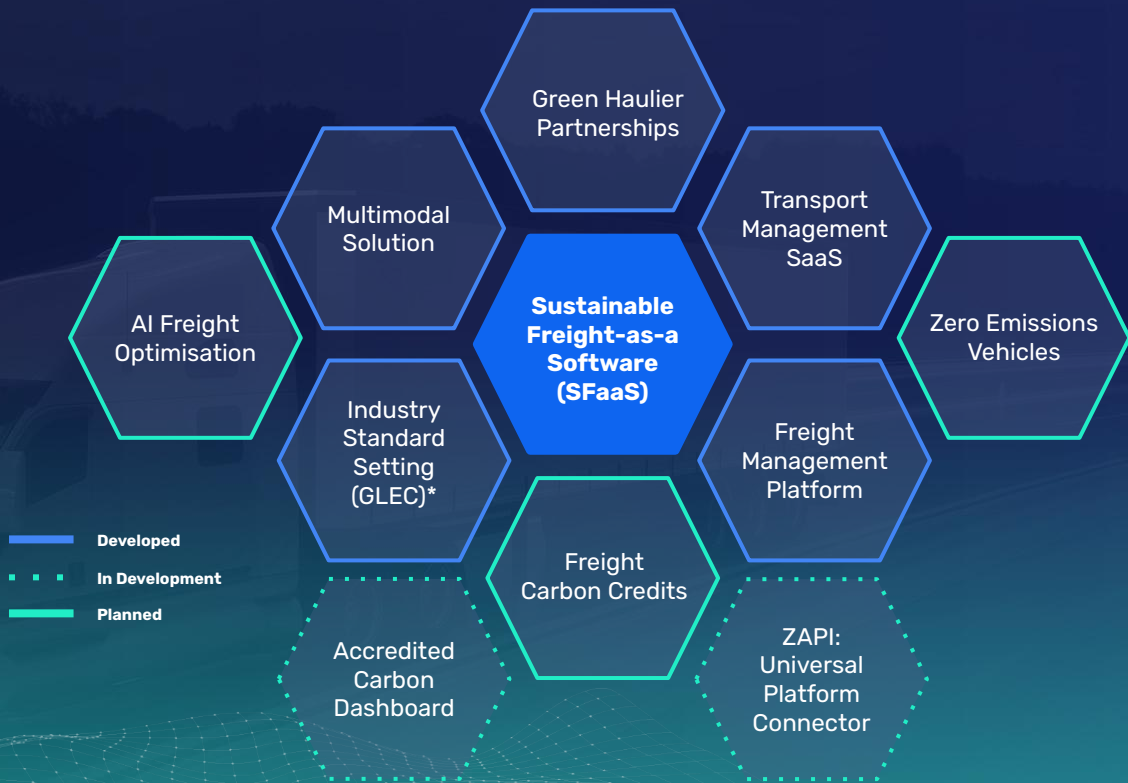 Green Haulier
Partnerships
Multimodal
Solution
Transport
Management
SaaS
AI Freight
Optimisation
Sustainable
Freight-as-a
Software
(SFaaS)
Zero Emissions
Vehicles
Industry
Standard
Setting
(GLEC)*
Freight
Management
Platform
Freight
Carbon Credits
Developed
In Development
Planned
Accredited
Carbon
Dashboard
ZAPI:
Universal
Platform
Connector